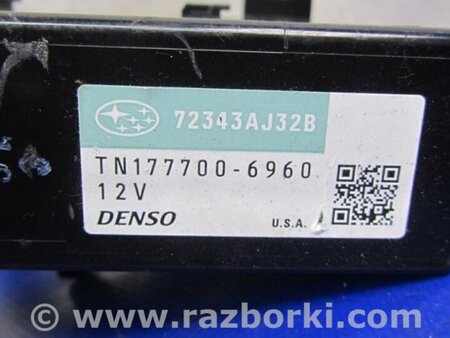 72343AJ32B
TN177700-6960
12V
DENSO
U.S.A.
© www.razborki.com